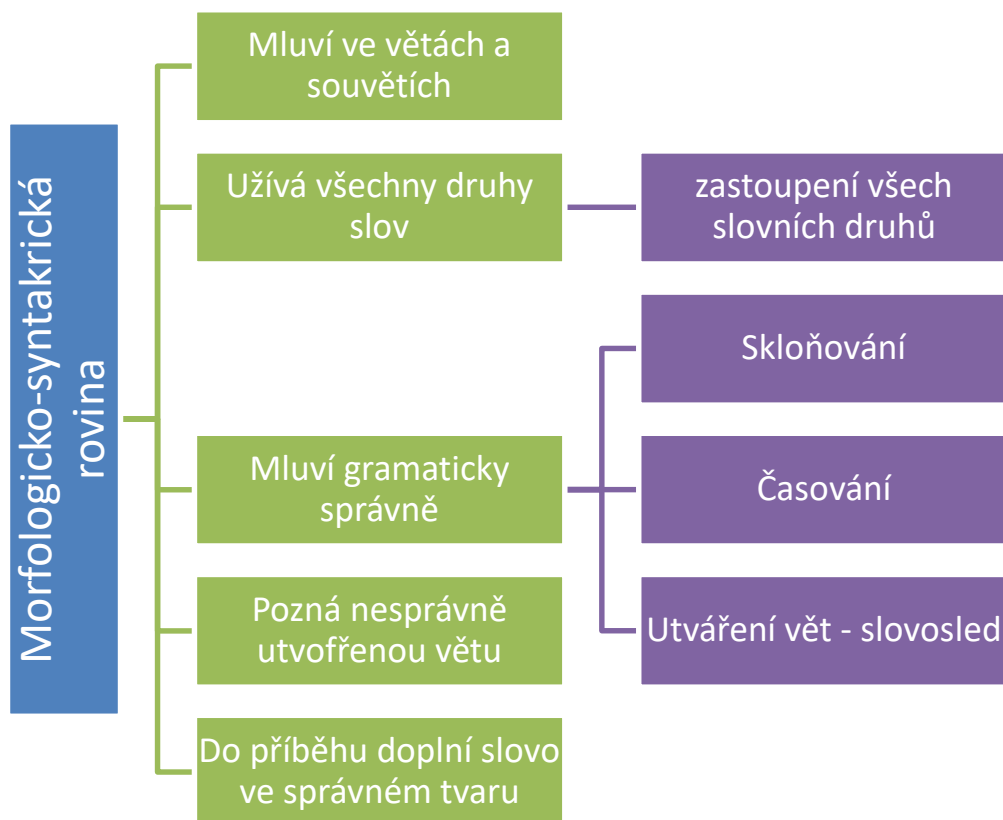 Morfologicko-syntakrická
rovina
Mluví ve větách a
souvětích
Užívá všechny druhy
slov
zastoupení všech
slovních druhů
Mluví gramaticky
správně
Skloňování
Časování
Utváření vět - slovosled
Pozná nesprávně
utvořřenou větu
Do příběhu doplní slovo
ve správném tvaru